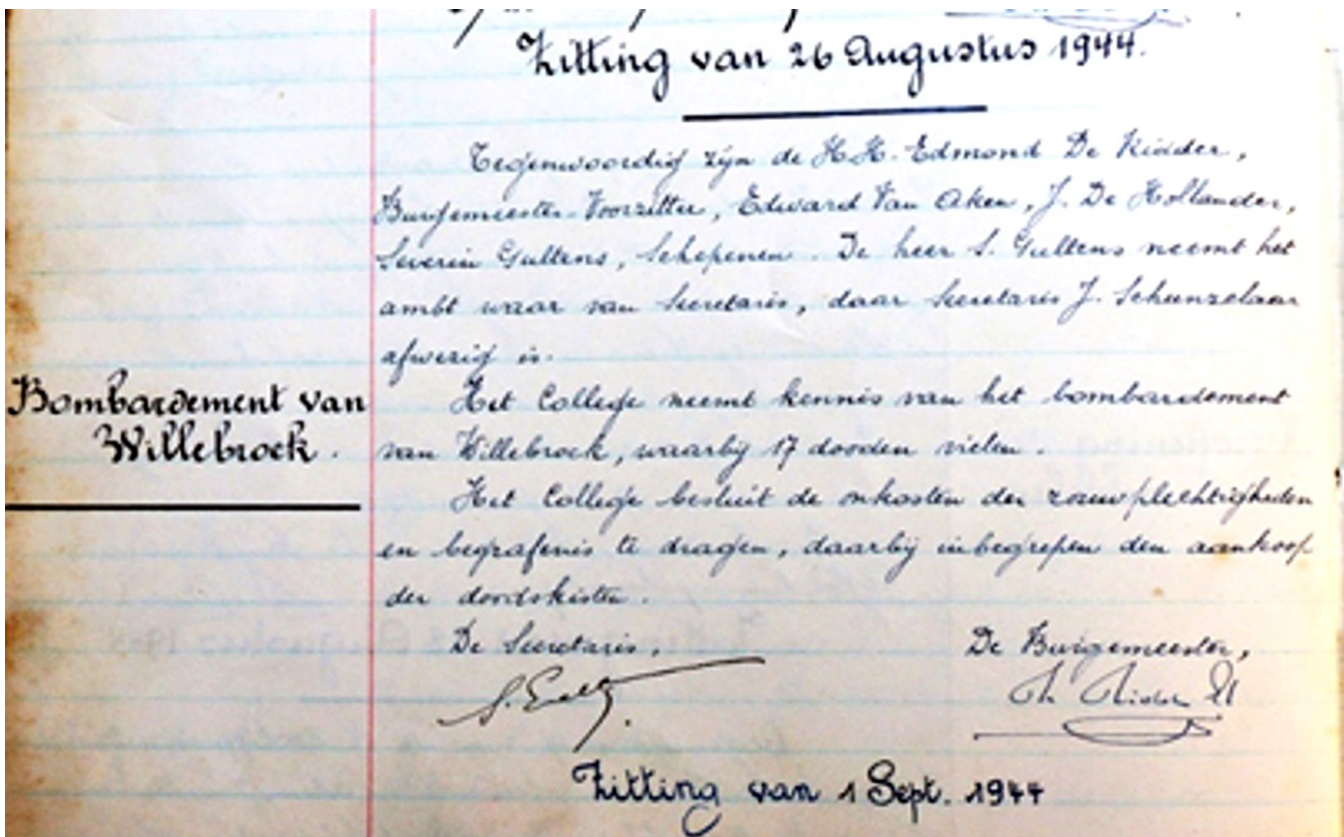 Zitting van 26 Augustus 1944.
Tegenwoordig zijn de H.H. Edmond De Ridder,
Burgemeester-Voorzitter, Edward Van Aken, J. De Hollander,
Severin Gultens, Schepenen. De heer S. Gultens neemt het
ambt waar van Secretaris, daar Secretaris J. Scheunzelaar
afwezig is.
Bombardement van
Willebroek.
Het College neemt kennis van het bombardement
van Willebroek, waarbij 17 dooden vielen.
Het College besluit de onkosten der rouwplechtigheden
en begrafenis te dragen, daarbij inbegrepen den aankoop
der doodskisten.
De Secretaris,
De Burgemeester,
Zitting van 1 Sept. 1944